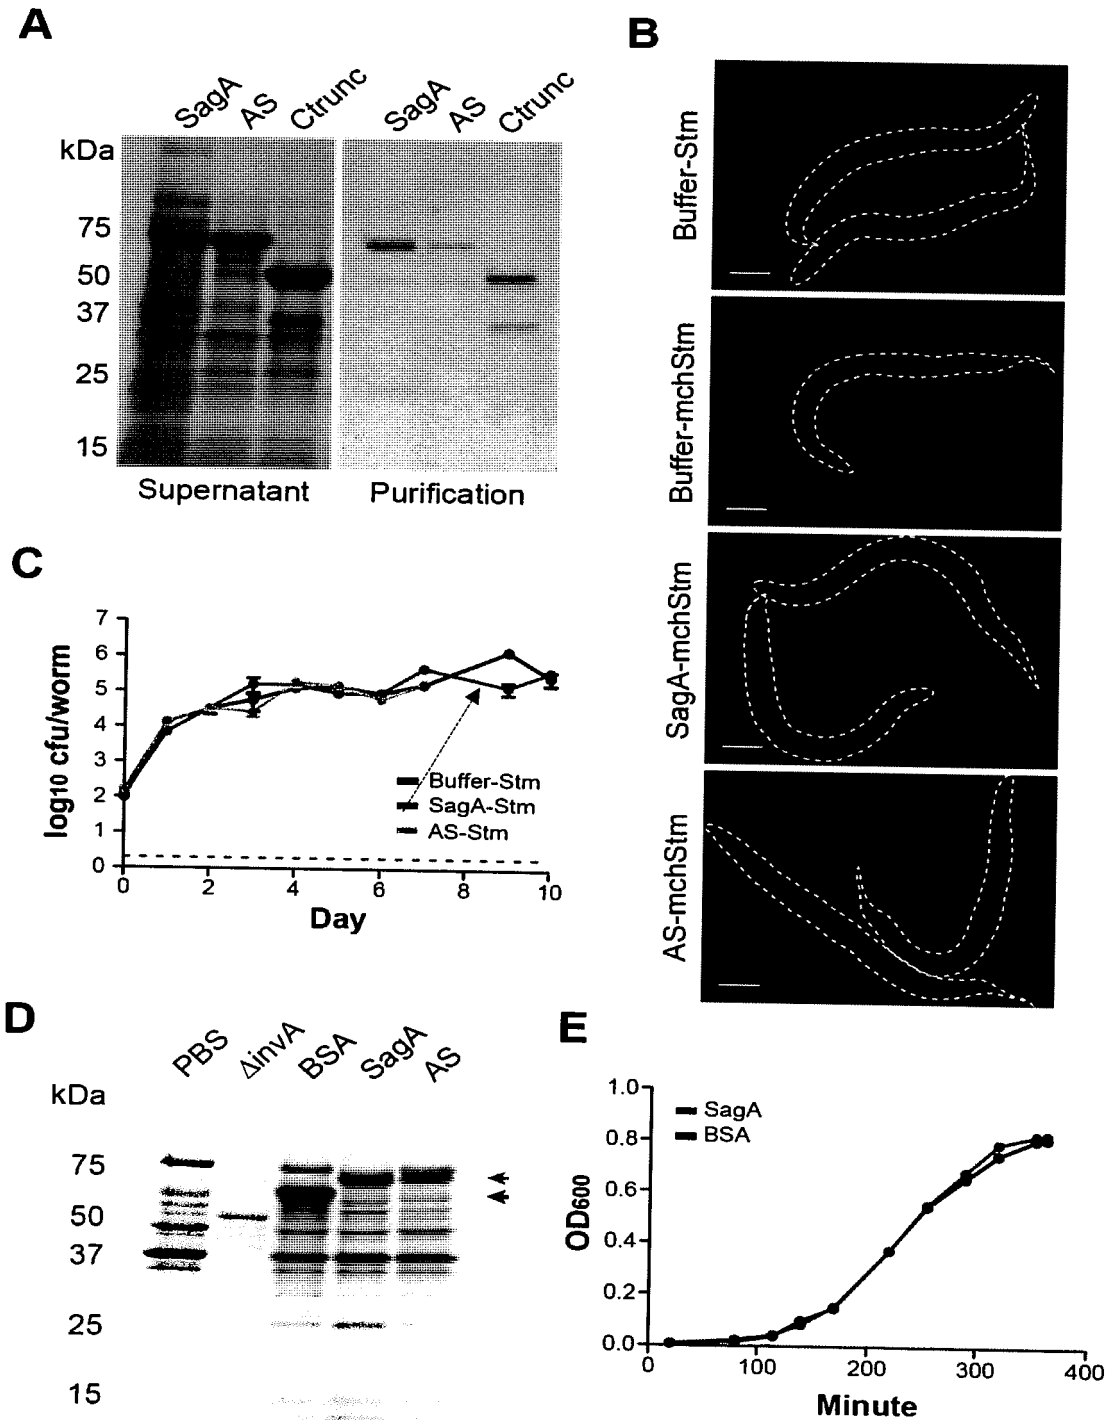 A
SagA AS Ctrunc SagA AS Ctrunc
kDa
75
50
37
25
15
Supernatant Purification
B
Buffer-Stm
Buffer-mchStm
SagA-mchStm
AS-mchStm
C
log10 cfu/worm
7
6
5
4
3
2
1
0
Buffer-Stm
SagA-Stm
AS-Stm
0 2 4 6 8 10
Day
D
PBS ΔinvA BSA SagA AS
kDa
75
50
37
25
15
E
OD600
1.0
0.8
0.6
0.4
0.2
0.0
SagA
BSA
0 100 200 300 400
Minute